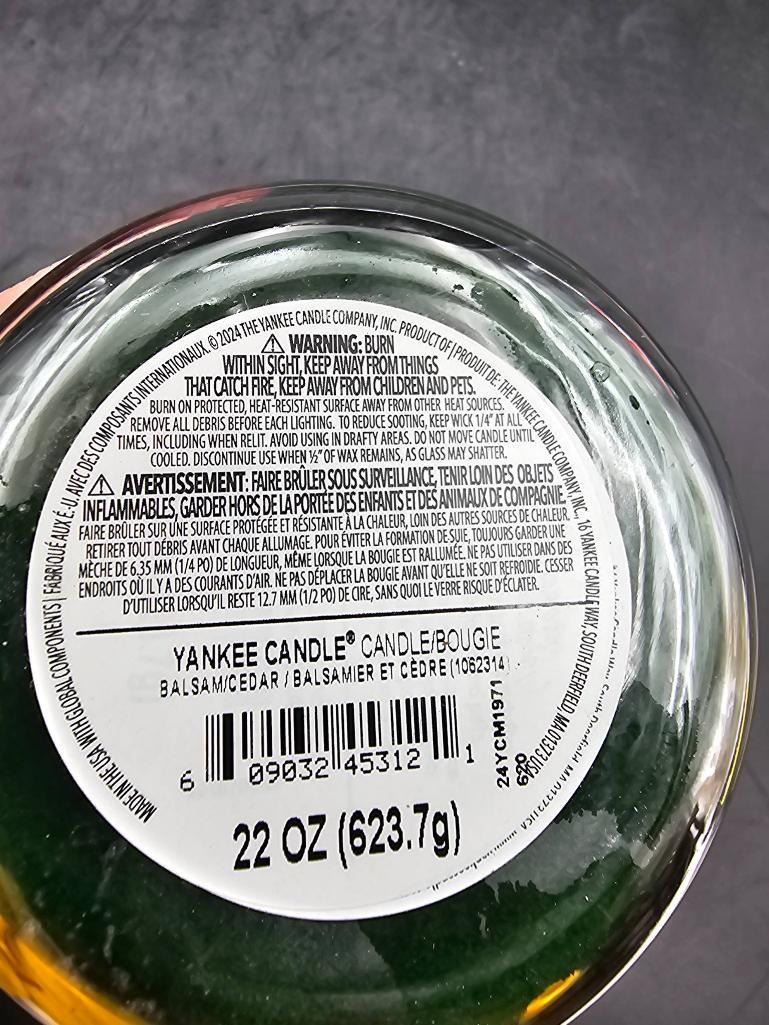 MADE IN THE USA WITH GLOBAL COMPONENTS | FABRIQUÉ AUX É.-U. AVEC DES COMPOSANTS INTERNATIONAUX. © 2024 THE YANKEE CANDLE COMPANY, INC. PRODUCT OF | PRODUIT DE: THE YANKEE CANDLE COMPANY, INC., 16 YANKEE CANDLE WAY, SOUTH DEERFIELD, MA 01373 USA
⚠ WARNING: BURN
WITHIN SIGHT, KEEP AWAY FROM THINGS
THAT CATCH FIRE, KEEP AWAY FROM CHILDREN AND PETS.
BURN ON PROTECTED, HEAT-RESISTANT SURFACE AWAY FROM OTHER HEAT SOURCES.
REMOVE ALL DEBRIS BEFORE EACH LIGHTING. TO REDUCE SOOTING, KEEP WICK 1/4" AT ALL
TIMES, INCLUDING WHEN RELIT. AVOID USING IN DRAFTY AREAS. DO NOT MOVE CANDLE UNTIL
COOLED. DISCONTINUE USE WHEN ½" OF WAX REMAINS, AS GLASS MAY SHATTER.
⚠ AVERTISSEMENT: FAIRE BRÛLER SOUS SURVEILLANCE, TENIR LOIN DES OBJETS
INFLAMMABLES, GARDER HORS DE LA PORTÉE DES ENFANTS ET DES ANIMAUX DE COMPAGNIE.
FAIRE BRÛLER SUR UNE SURFACE PROTÉGÉE ET RÉSISTANTE À LA CHALEUR, LOIN DES AUTRES SOURCES DE CHALEUR.
RETIRER TOUT DÉBRIS AVANT CHAQUE ALLUMAGE. POUR ÉVITER LA FORMATION DE SUIE, TOUJOURS GARDER UNE
MÈCHE DE 6,35 MM (1/4 PO) DE LONGUEUR, MÊME LORSQUE LA BOUGIE EST RALLUMÉE. NE PAS UTILISER DANS DES
ENDROITS OÙ IL Y A DES COURANTS D'AIR. NE PAS DÉPLACER LA BOUGIE AVANT QU'ELLE NE SOIT REFROIDIE. CESSER
D'UTILISER LORSQU'IL RESTE 12.7 MM (1/2 PO) DE CIRE, SANS QUOI LE VERRE RISQUE D'ÉCLATER.
YANKEE CANDLE® CANDLE/BOUGIE
BALSAM/CEDAR / BALSAMIER ET CÈDRE (1062314)
6 09032 45312 1
24YCM1971
620
22 OZ (623.7g)